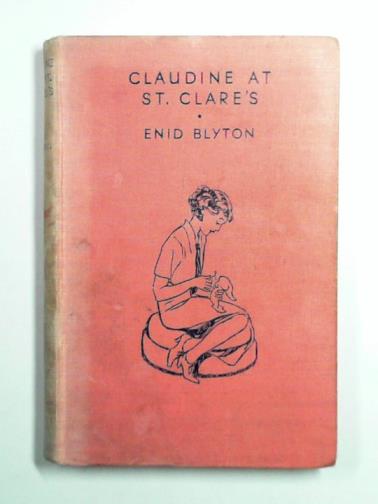 CLAUDINE AT
ST. CLARE'S
•
ENID BLYTON